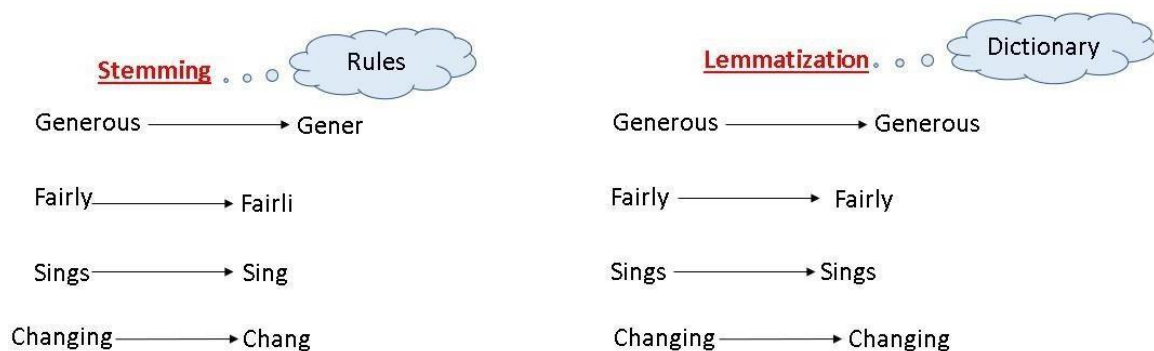 Stemming Rules
Generous Gener
Fairly Fairli
Sings Sing
Changing Chang
Lemmatization Dictionary
Generous Generous
Fairly Fairly
Sings Sings
Changing Changing